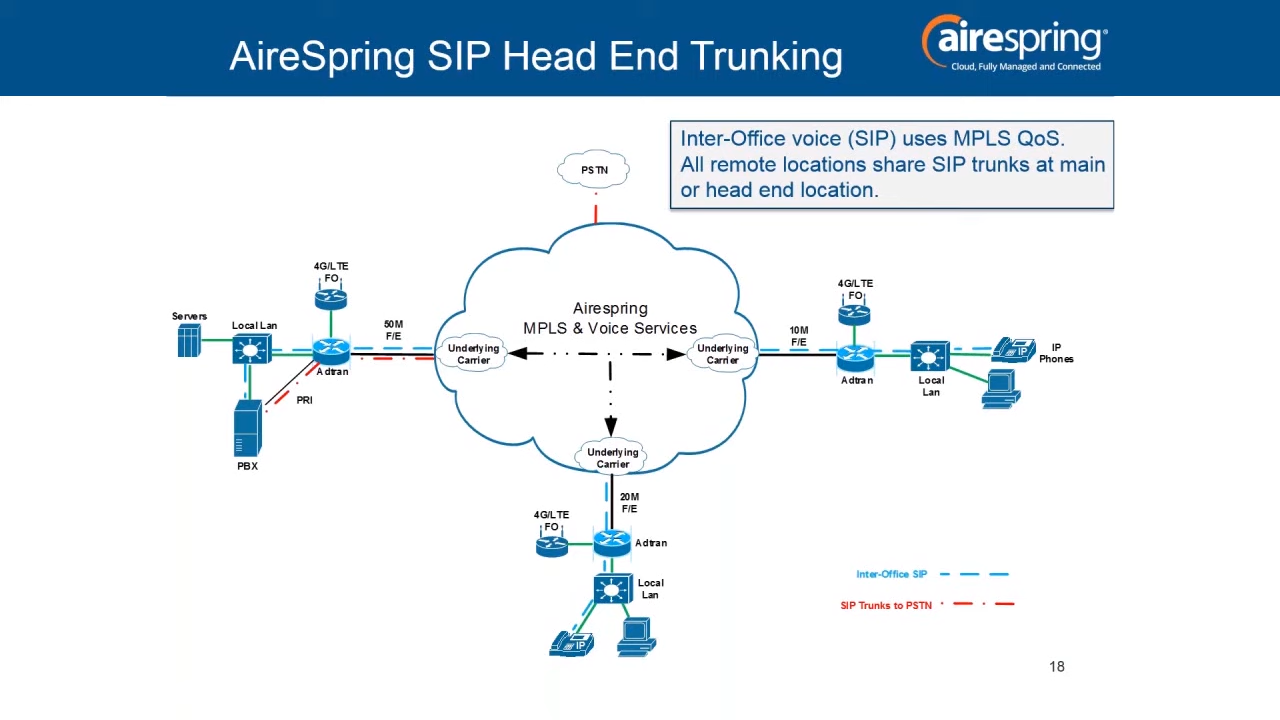 AireSpring SIP Head End Trunking
airespring®
Cloud, Fully Managed and Connected
Inter-Office voice (SIP) uses MPLS QoS.
All remote locations share SIP trunks at main
or head end location.
PSTN
Airespring
MPLS & Voice Services
4G/LTE
FO
Servers
Local Lan
50M
F/E
Adtran
PRI
PBX
Underlying
Carrier
Underlying
Carrier
10M
F/E
4G/LTE
FO
Adtran
Local
Lan
IP
IP
Phones
Underlying
Carrier
20M
F/E
4G/LTE
FO
Adtran
Local
Lan
IP
Inter-Office SIP
SIP Trunks to PSTN
18